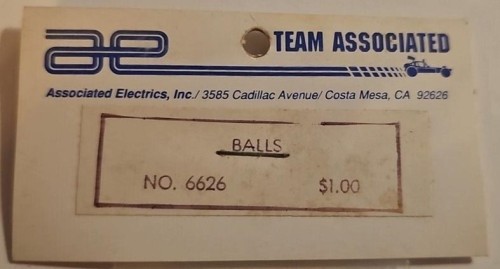 ae TEAM ASSOCIATED
Associated Electrics, Inc./ 3585 Cadillac Avenue/ Costa Mesa, CA 92626
BALLS
NO. 6626 $1.00